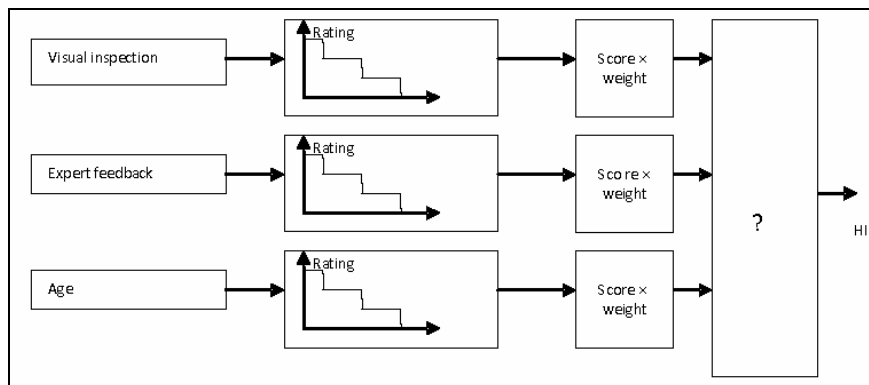 Visual inspection
Rating
Score ×
weight
Expert feedback
Rating
Score ×
weight
?
HI
Age
Rating
Score ×
weight